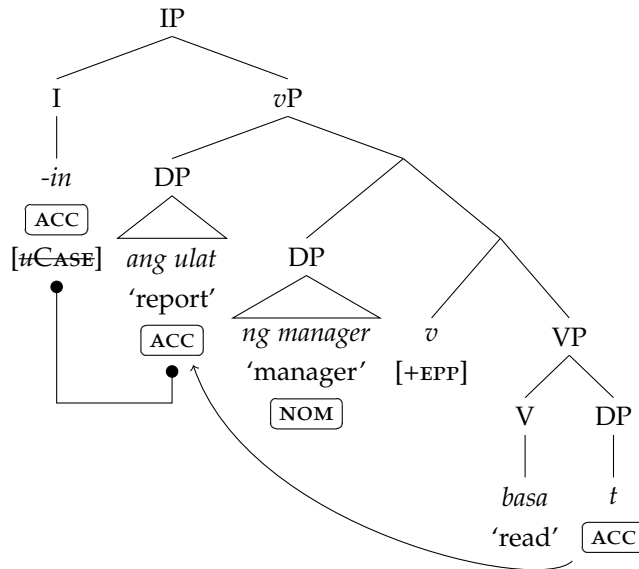 IP
I vP
-in DP
ACC
[uCASE] ang ulat DP
‘report’
ACC ng manager v VP
‘manager’ [+EPP]
NOM V DP
basa t
‘read’ ACC